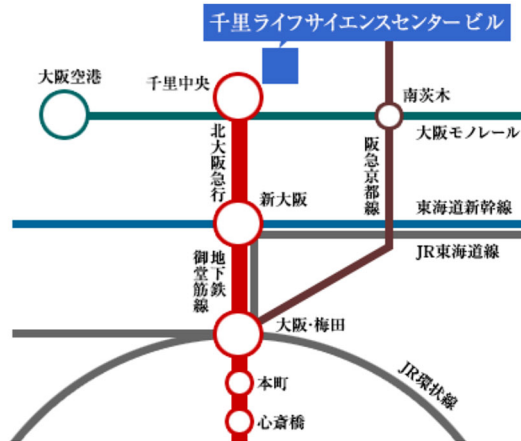 千里ライフサイエンスセンタービル
大阪空港
千里中央
南茨木
大阪モノレール
北大阪急行
阪急京都線
新大阪
東海道新幹線
JR東海道線
地下鉄
御堂筋線
大阪・梅田
JR環状線
本町
心斎橋